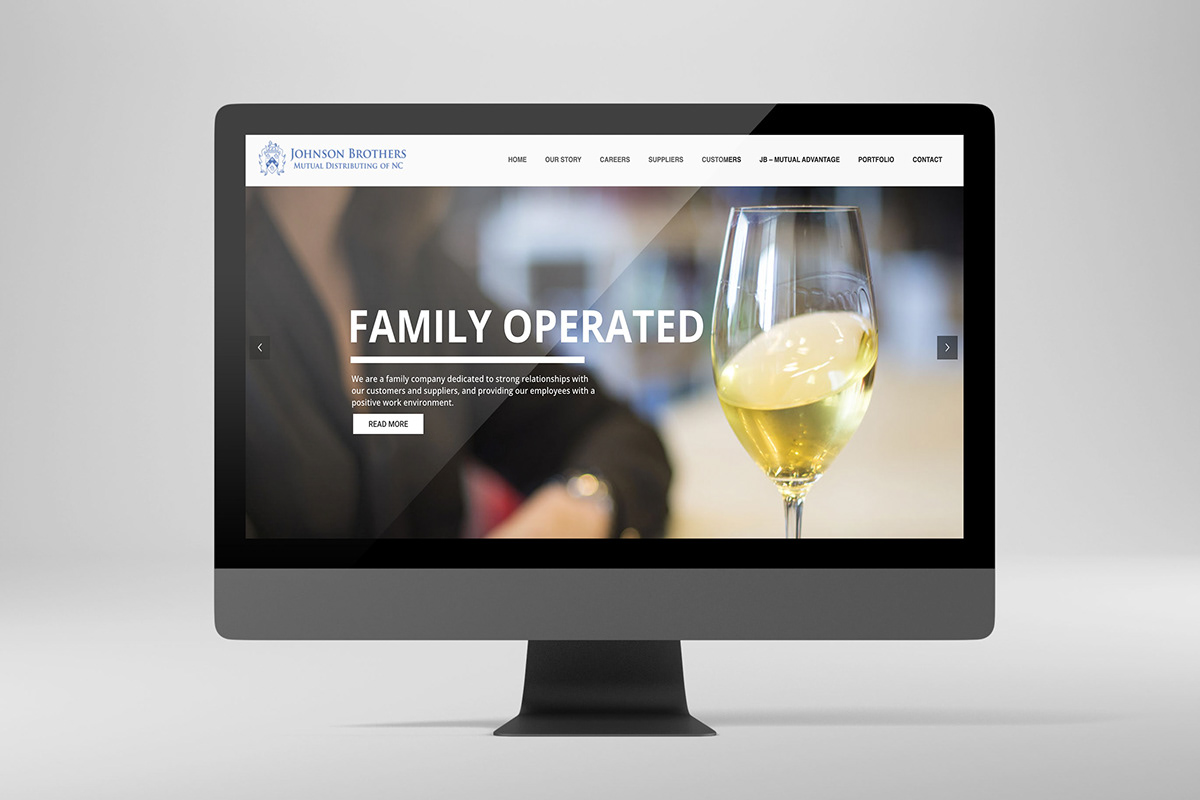 JOHNSON BROTHERS
MUTUAL DISTRIBUTING OF NC
HOME OUR STORY CAREERS SUPPLIERS CUSTOMERS JB – MUTUAL ADVANTAGE PORTFOLIO CONTACT
FAMILY OPERATED
We are a family company dedicated to strong relationships with
our customers and suppliers, and providing our employees with a
positive work environment.
READ MORE